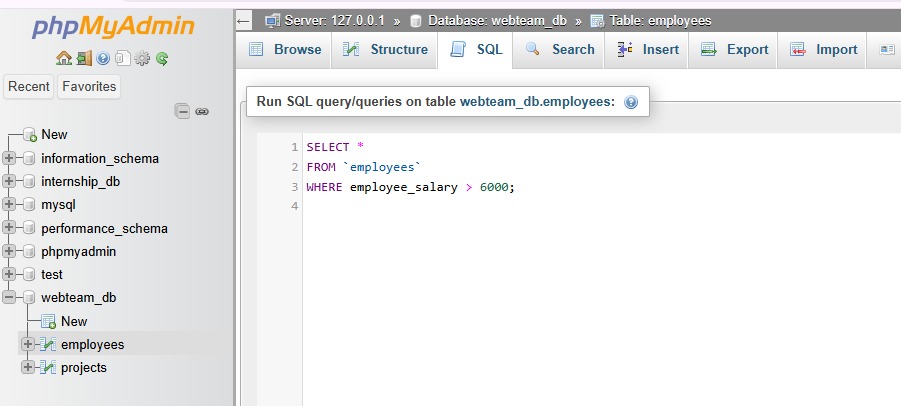 phpMyAdmin
Recent Favorites
New
information_schema
internship_db
mysql
performance_schema
phpmyadmin
test
webteam_db
New
employees
projects
← Server: 127.0.0.1 » Database: webteam_db » Table: employees
Browse Structure SQL Search Insert Export Import
Run SQL query/queries on table webteam_db.employees:
1 SELECT *
2 FROM `employees`
3 WHERE employee_salary > 6000;
4